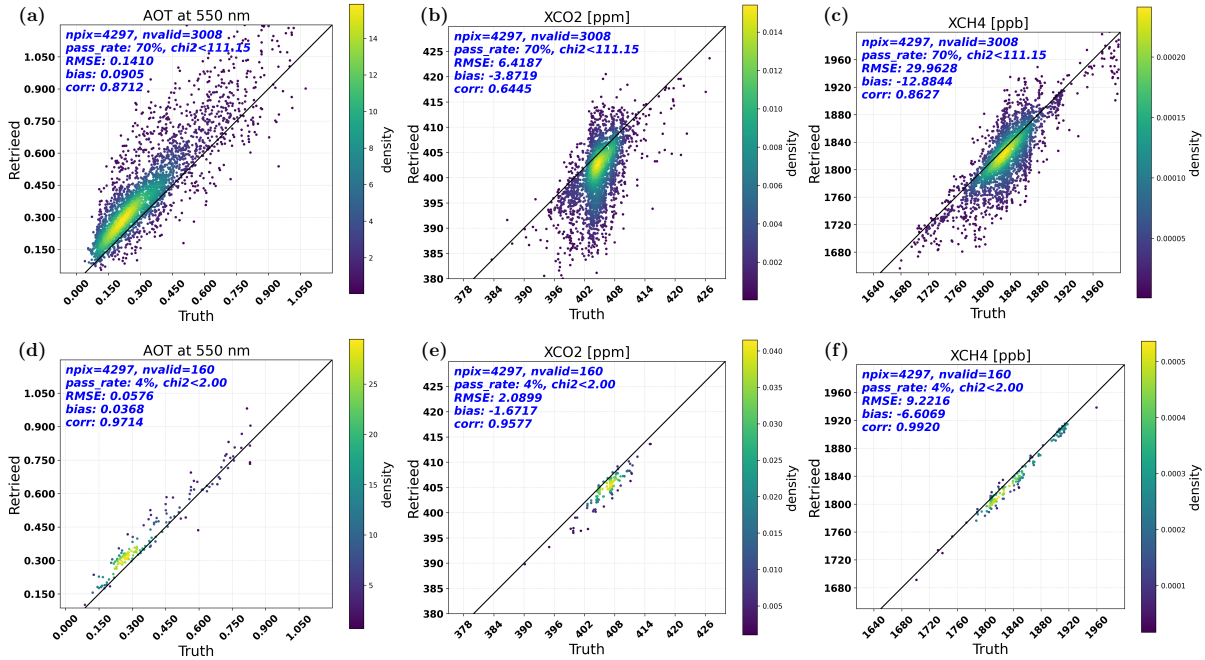 (a)
AOT at 550 nm
npix=4297, nvalid=3008
pass_rate: 70%, chi2<111.15
RMSE: 0.1410
bias: 0.0905
corr: 0.8712
1.050
0.900
0.750
0.600
0.450
0.300
0.150
Retrieed
0.000
0.150
0.300
0.450
0.600
0.750
0.900
1.050
Truth
14
12
10
8
6
4
2
density
(b)
XCO2 [ppm]
npix=4297, nvalid=3008
pass_rate: 70%, chi2<111.15
RMSE: 6.4187
bias: -3.8719
corr: 0.6445
425
420
415
410
405
400
395
390
385
380
Retrieed
378
384
390
396
402
408
414
420
426
Truth
0.014
0.012
0.010
0.008
0.006
0.004
0.002
density
(c)
XCH4 [ppb]
npix=4297, nvalid=3008
pass_rate: 70%, chi2<111.15
RMSE: 29.9628
bias: -12.8844
corr: 0.8627
1960
1920
1880
1840
1800
1760
1720
1680
Retrieed
1640
1680
1720
1760
1800
1840
1880
1920
1960
Truth
0.00020
0.00015
0.00010
0.00005
density
(d)
AOT at 550 nm
npix=4297, nvalid=160
pass_rate: 4%, chi2<2.00
RMSE: 0.0576
bias: 0.0368
corr: 0.9714
1.050
0.900
0.750
0.600
0.450
0.300
0.150
Retrieed
0.000
0.150
0.300
0.450
0.600
0.750
0.900
1.050
Truth
25
20
15
10
5
density
(e)
XCO2 [ppm]
npix=4297, nvalid=160
pass_rate: 4%, chi2<2.00
RMSE: 2.0899
bias: -1.6717
corr: 0.9577
425
420
415
410
405
400
395
390
385
380
Retrieed
378
384
390
396
402
408
414
420
426
Truth
0.040
0.035
0.030
0.025
0.020
0.015
0.010
0.005
density
(f)
XCH4 [ppb]
npix=4297, nvalid=160
pass_rate: 4%, chi2<2.00
RMSE: 9.2216
bias: -6.6069
corr: 0.9920
1960
1920
1880
1840
1800
1760
1720
1680
Retrieed
1640
1680
1720
1760
1800
1840
1880
1920
1960
Truth
0.0005
0.0004
0.0003
0.0002
0.0001
density